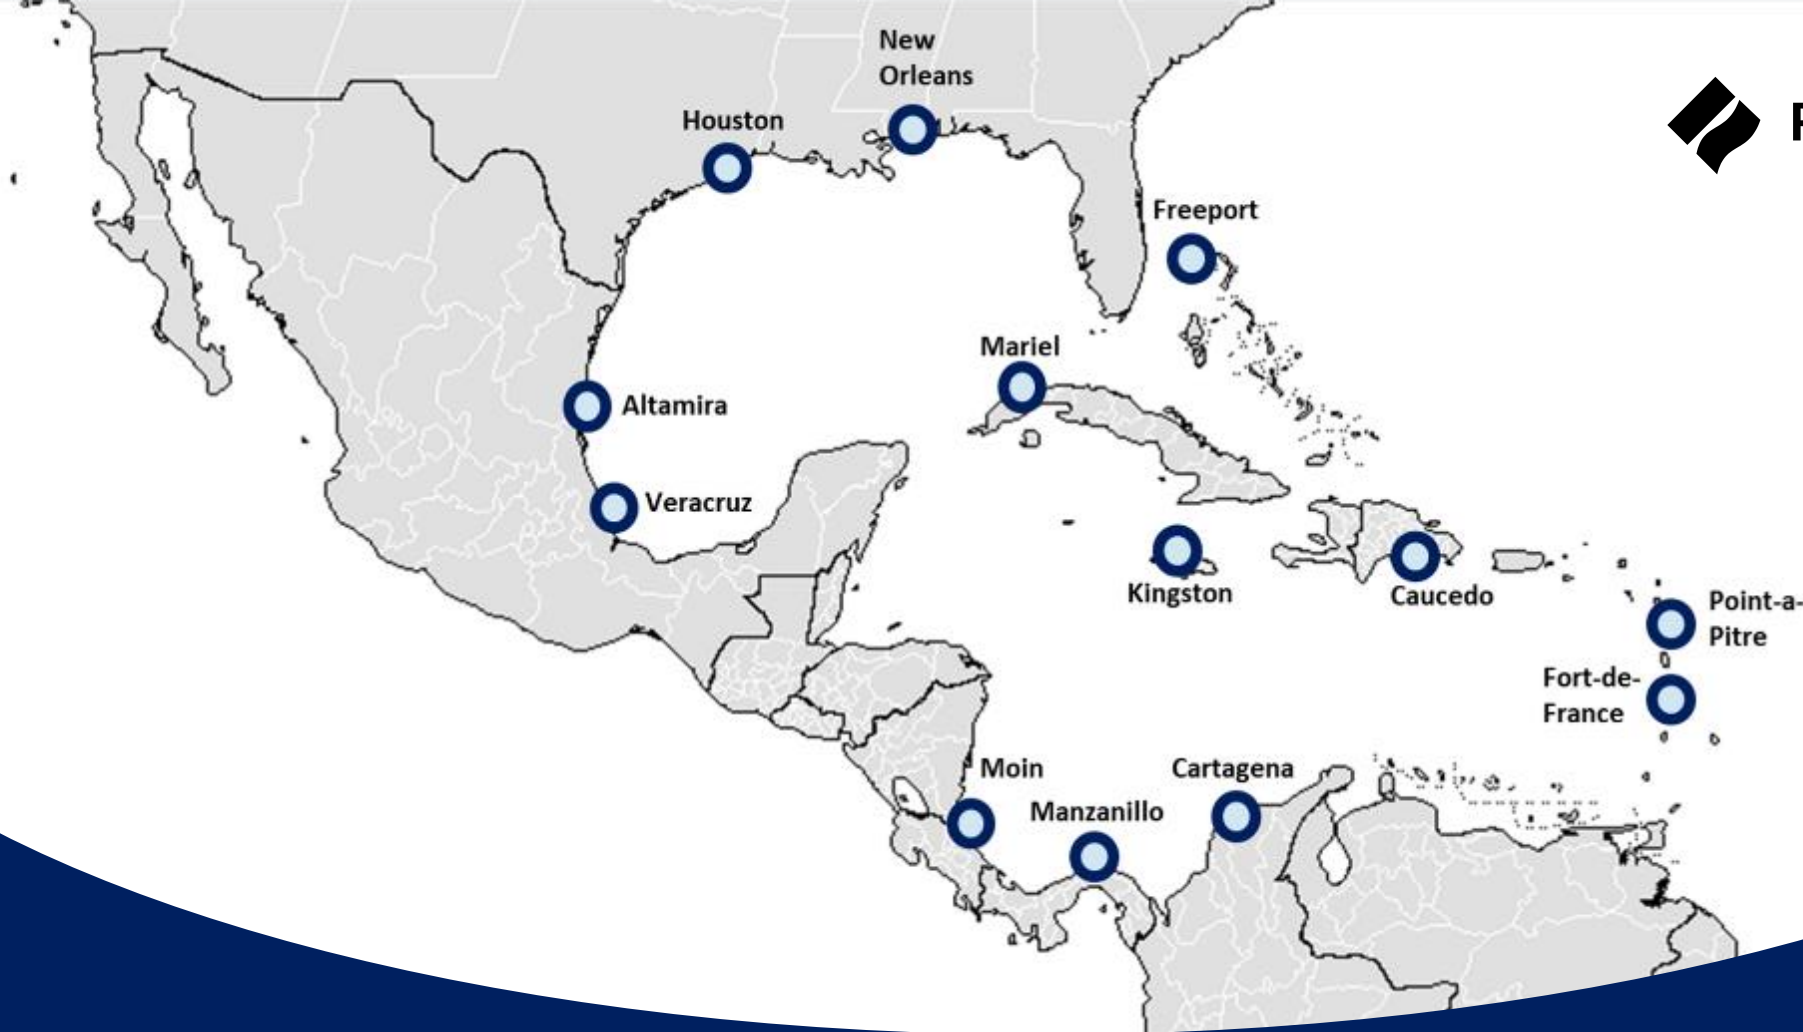 New
Orleans
Houston
Freeport
Mariel
Altamira
Veracruz
Kingston
Caucedo
Point-a-
Pitre
Fort-de-
France
Moin
Cartagena
Manzanillo